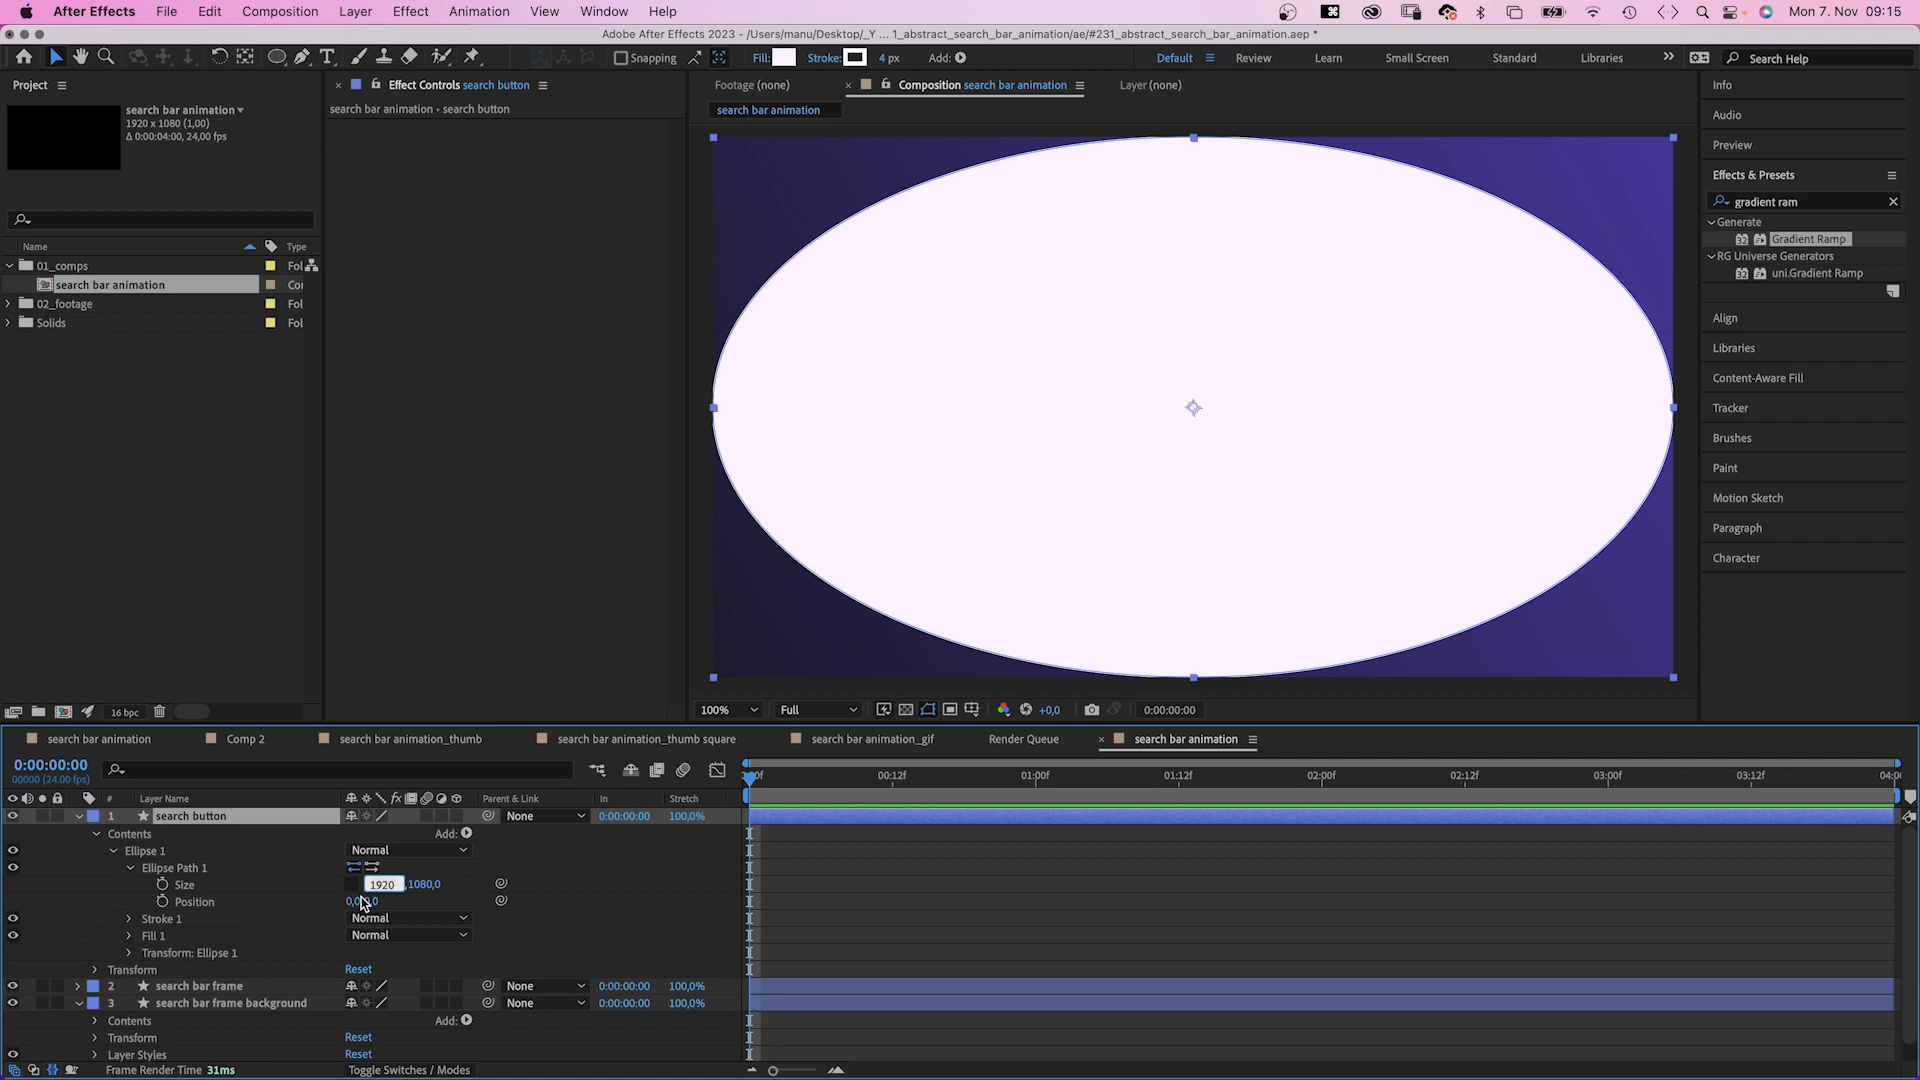 After Effects File Edit Composition Layer Effect Animation View Window Help Mon 7. Nov 09:15
Adobe After Effects 2023 - /Users/manu/Desktop/_Y ... 1_abstract_search_bar_animation/ae/#231_abstract_search_bar_animation.aep *
Snapping Fill: Stroke: 4 px Add: Default Review Learn Small Screen Standard Libraries Search Help
Project Effect Controls search button Footage (none) Composition search bar animation Layer (none) Info
search bar animation
1920 x 1080 (1,00)
Δ 0:00:04:00, 24,00 fps
search bar animation • search button
search bar animation
Audio
Preview
Effects & Presets
gradient ram
Generate
Gradient Ramp
RG Universe Generators
uni.Gradient Ramp
Align
Libraries
Content-Aware Fill
Tracker
Brushes
Paint
Motion Sketch
Paragraph
Character
Name Type
01_comps Fol
search bar animation Co
02_footage Fol
Solids Fol
16 bpc
100% Full +0,0 0:00:00:00
search bar animation Comp 2 search bar animation_thumb search bar animation_thumb square search bar animation_gif Render Queue search bar animation
0:00:00:00
00000 (24.00 fps)
00:12f 01:00f 01:12f 02:00f 02:12f 03:00f 03:12f 04:0
# Layer Name Parent & Link In Stretch
1 search button None 0:00:00:00 100,0%
Contents Add:
Ellipse 1 Normal
Ellipse Path 1
Size 1920 ,1080,0
Position
Stroke 1 Normal
Fill 1 Normal
Transform: Ellipse 1
Transform Reset
2 search bar frame None 0:00:00:00 100,0%
3 search bar frame background None 0:00:00:00 100,0%
Contents Add:
Transform Reset
Layer Styles Reset
Frame Render Time 31ms Toggle Switches / Modes